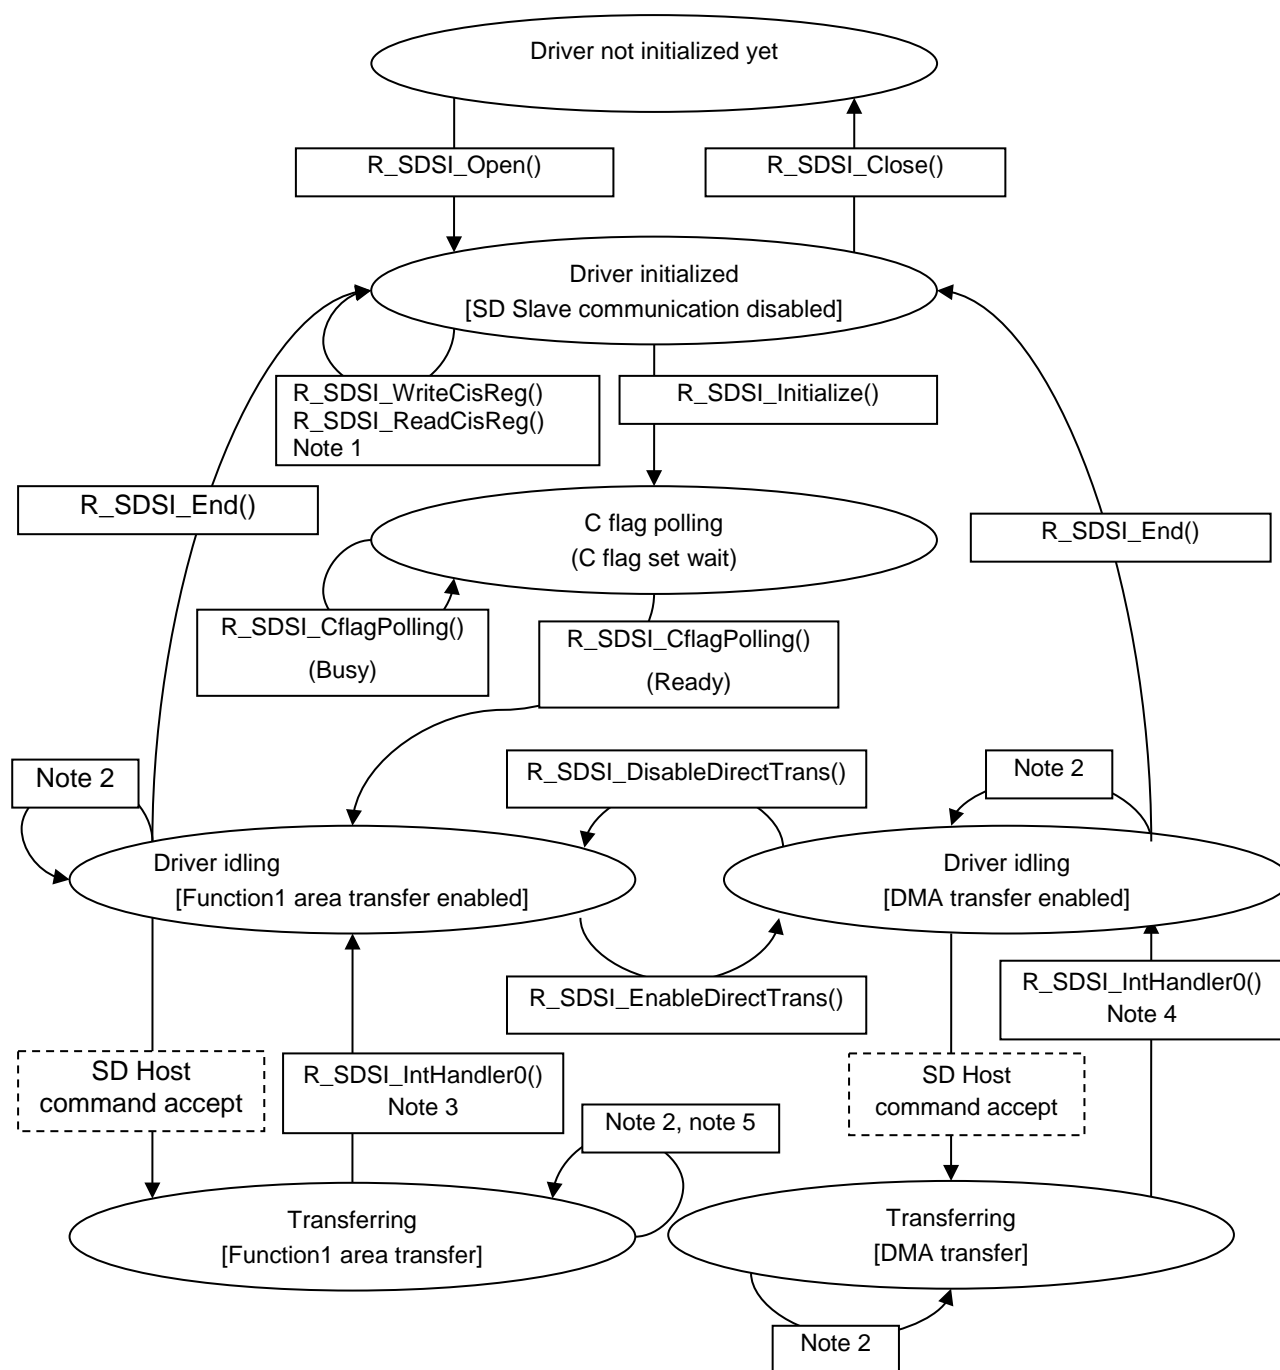 Driver not initialized yet
R_SDSI_Open()
R_SDSI_Close()
Driver initialized
[SD Slave communication disabled]
R_SDSI_WriteCisReg()
R_SDSI_ReadCisReg()
Note 1
R_SDSI_Initialize()
R_SDSI_End()
C flag polling
(C flag set wait)
R_SDSI_End()
R_SDSI_CflagPolling()
(Busy)
R_SDSI_CflagPolling()
(Ready)
Note 2
R_SDSI_DisableDirectTrans()
Note 2
Driver idling
[Function1 area transfer enabled]
Driver idling
[DMA transfer enabled]
R_SDSI_EnableDirectTrans()
R_SDSI_IntHandler0()
Note 4
SD Host
command accept
R_SDSI_IntHandler0()
Note 3
SD Host
command accept
Note 2, note 5
Transferring
[Function1 area transfer]
Transferring
[DMA transfer]
Note 2